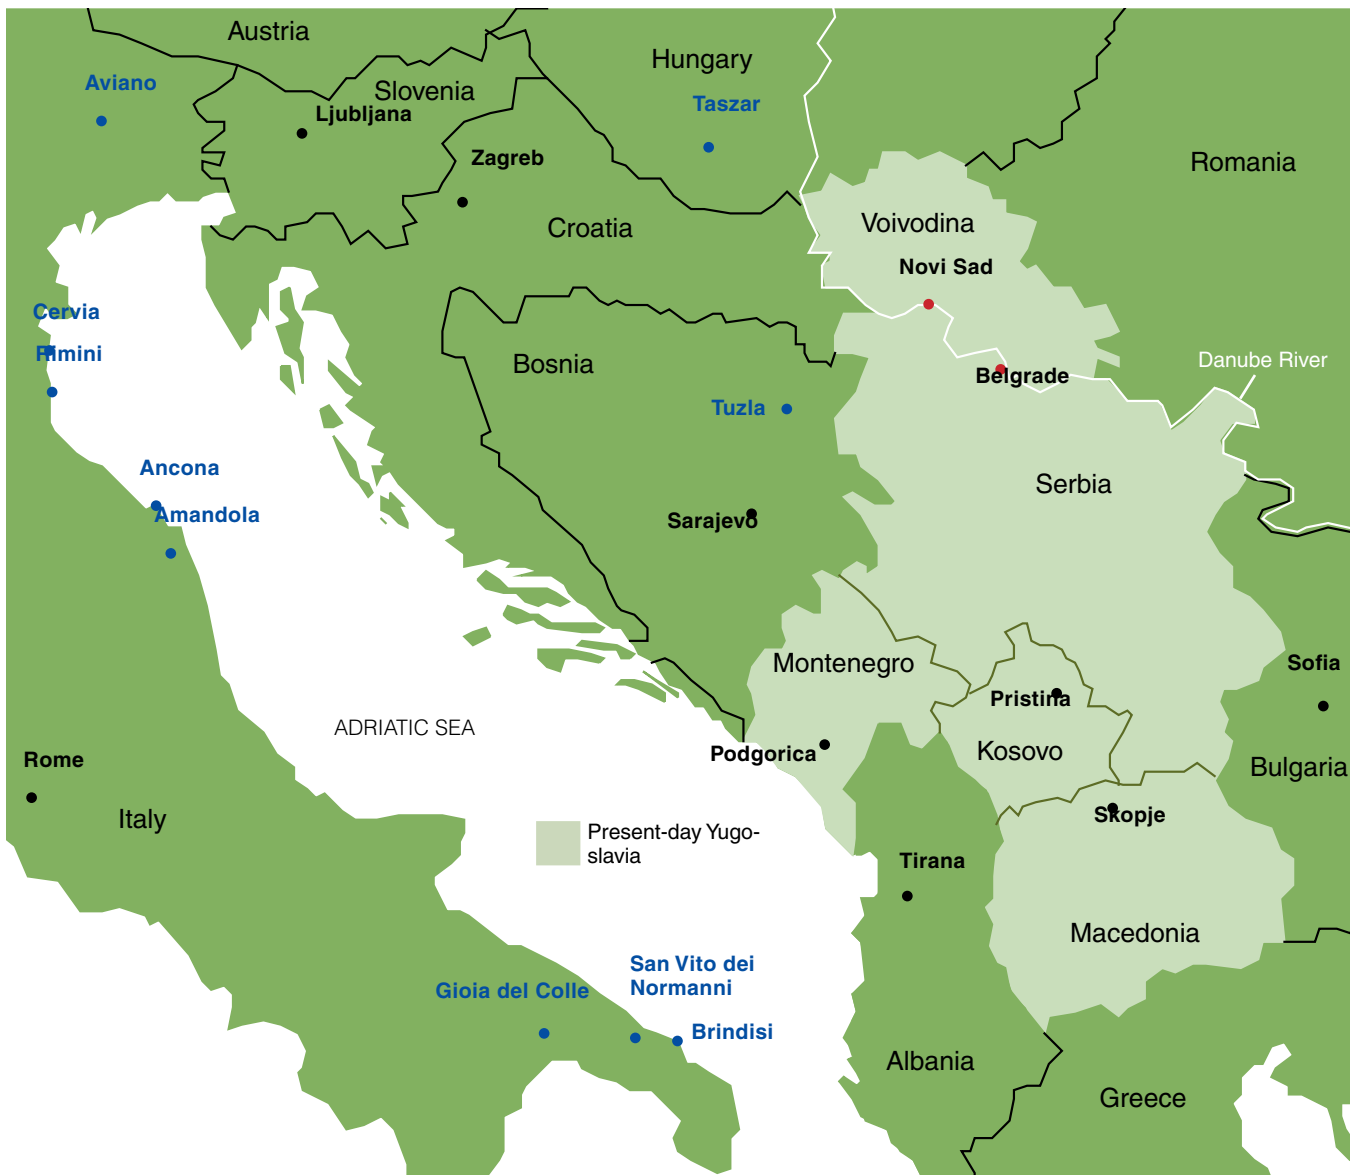 Austria
Hungary
Aviano
Slovenia
Taszar
Ljubljana
Zagreb
Romania
Voivodina
Croatia
Novi Sad
Cervia
Rimini
Danube River
Bosnia
Belgrade
Tuzla
Ancona
Serbia
Amandola
Sarajevo
Montenegro
Sofia
Pristina
ADRIATIC SEA
Podgorica
Kosovo
Rome
Bulgaria
Italy
Skopje
Present-day Yugo-
slavia
Tirana
Macedonia
San Vito dei
Normanni
Gioia del Colle
Brindisi
Albania
Greece